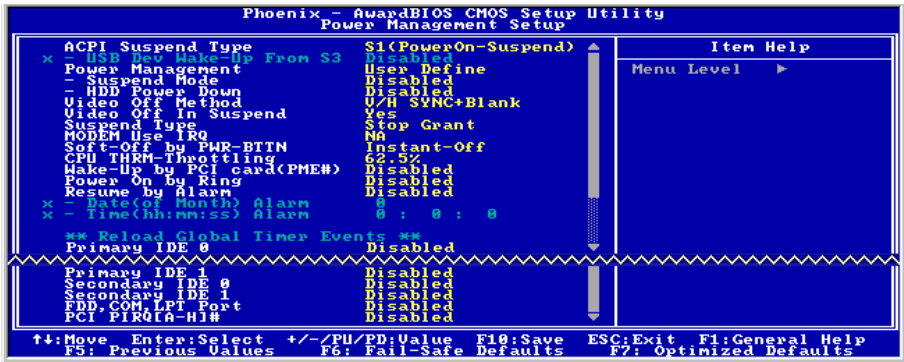 Phoenix - AwardBIOS CMOS Setup Utility
Power Management Setup
ACPI Suspend Type S1(PowerOn-Suspend)
x - USB Dev Wake-Up From S3 Disabled
Power Management User Define
- Suspend Mode Disabled
- HDD Power Down Disabled
Video Off Method V/H SYNC+Blank
Video Off In Suspend Yes
Suspend Type Stop Grant
MODEM Use IRQ NA
Soft-Off by PWR-BTTN Instant-Off
CPU THRM-Throttling 62.5%
Wake-Up by PCI card(PME#) Disabled
Power On by Ring Disabled
Resume by Alarm Disabled
x - Date(of Month) Alarm 0
x - Time(hh:mm:ss) Alarm 0 : 0 : 0
** Reload Global Timer Events **
Primary IDE 0 Disabled
Primary IDE 1 Disabled
Secondary IDE 0 Disabled
Secondary IDE 1 Disabled
FDD,COM,LPT Port Disabled
PCI PIRQ[A-H]# Disabled
Item Help
Menu Level ►
↑↓:Move Enter:Select +/-/PU/PD:Value F10:Save ESC:Exit F1:General Help
F5: Previous Values F6: Fail-Safe Defaults F7: Optimized Defaults